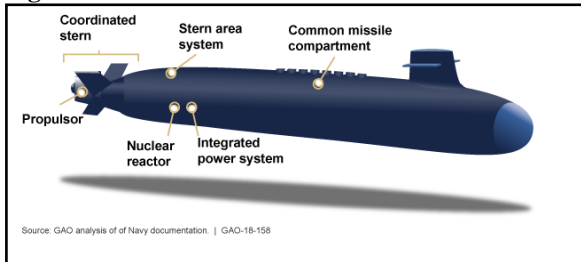 Coordinated
stern
Stern area
system
Common missile
compartment
Propulsor
Nuclear
reactor
Integrated
power system
Source: GAO analysis of of Navy documentation. | GAO-18-158